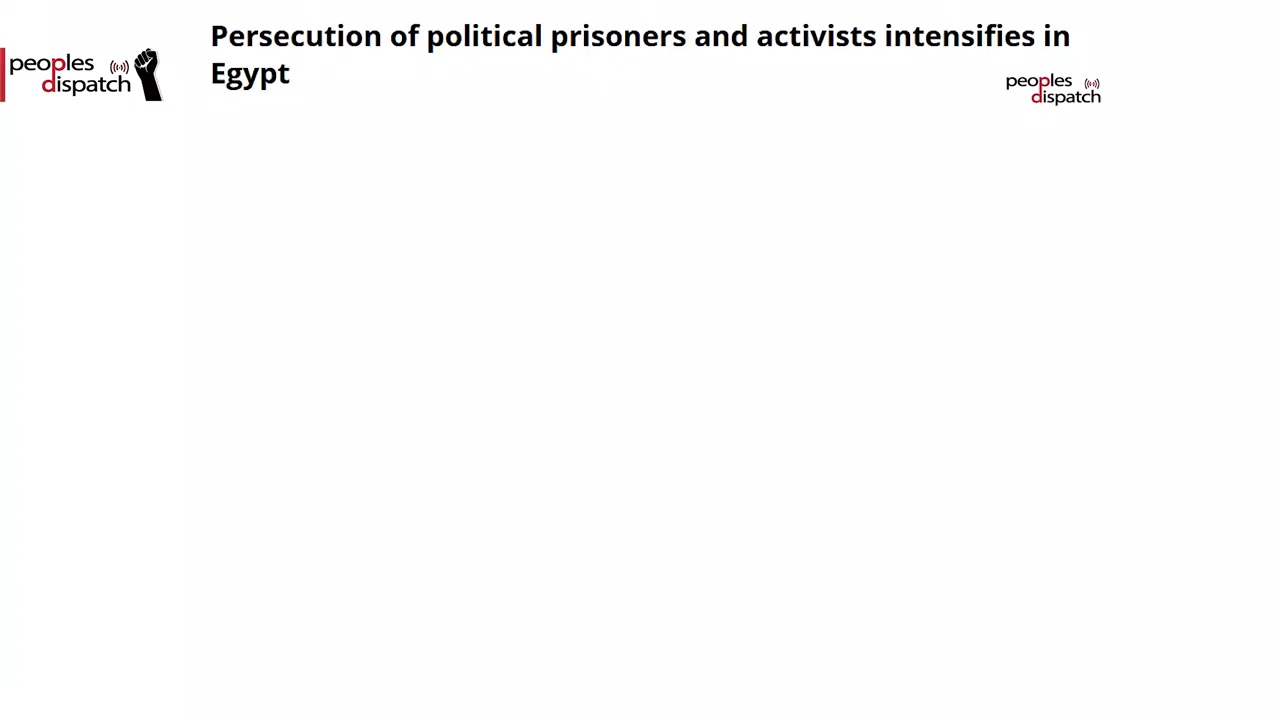 Persecution of political prisoners and activists intensifies in
Egypt
peoples
dispatch
peoples
dispatch